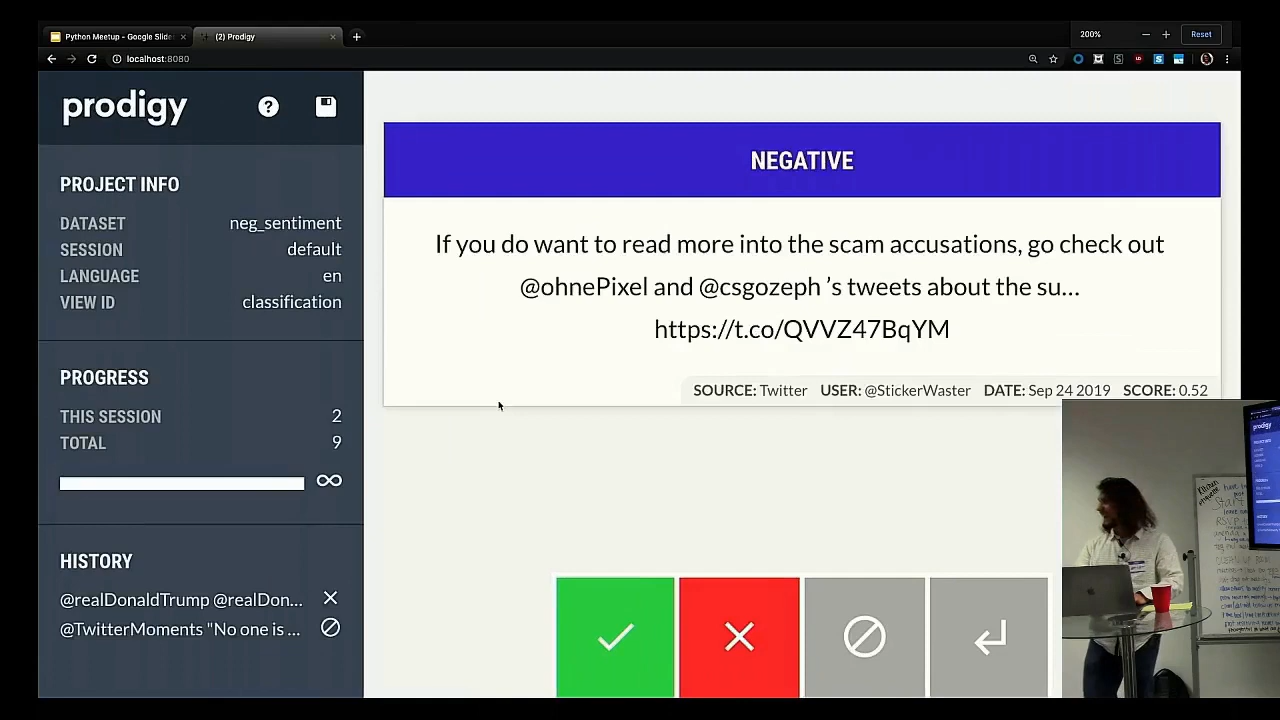 Python Meetup - Google Slide
(2) Prodigy
200%
Reset
localhost:8080
prodigy
PROJECT INFO
DATASET neg_sentiment
SESSION default
LANGUAGE en
VIEW ID classification
PROGRESS
THIS SESSION 2
TOTAL 9
HISTORY
@realDonaldTrump @realDon...
@TwitterMoments "No one is ...
NEGATIVE
If you do want to read more into the scam accusations, go check out
@ohnePixel and @csgozeph 's tweets about the su…
https://t.co/QVVZ47BqYM
SOURCE: Twitter USER: @StickerWaster DATE: Sep 24 2019 SCORE: 0.52
prodigy
Start
RSVP